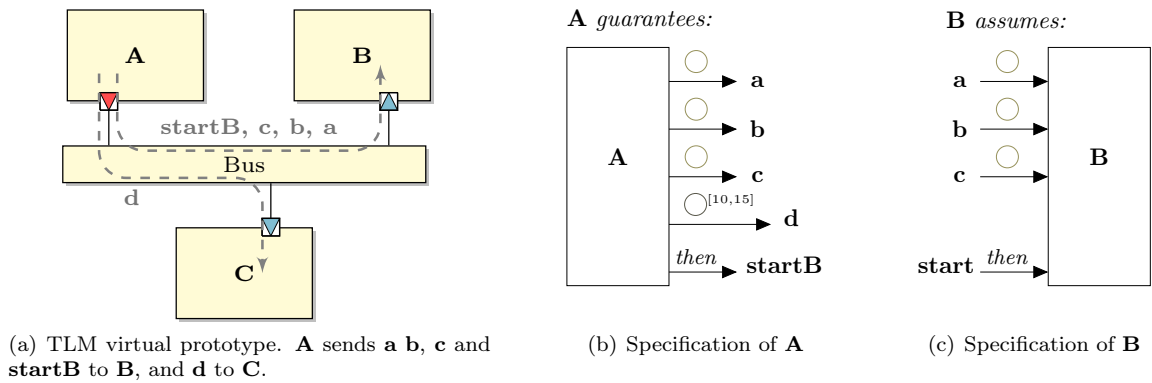 A
B
startB, c, b, a
Bus
d
C
(a) TLM virtual prototype. A sends a b, c and
startB to B, and d to C.
A guarantees:
a
b
A
c
[10,15]
d
then
startB
(b) Specification of A
B assumes:
a
b
B
c
start then
(c) Specification of B